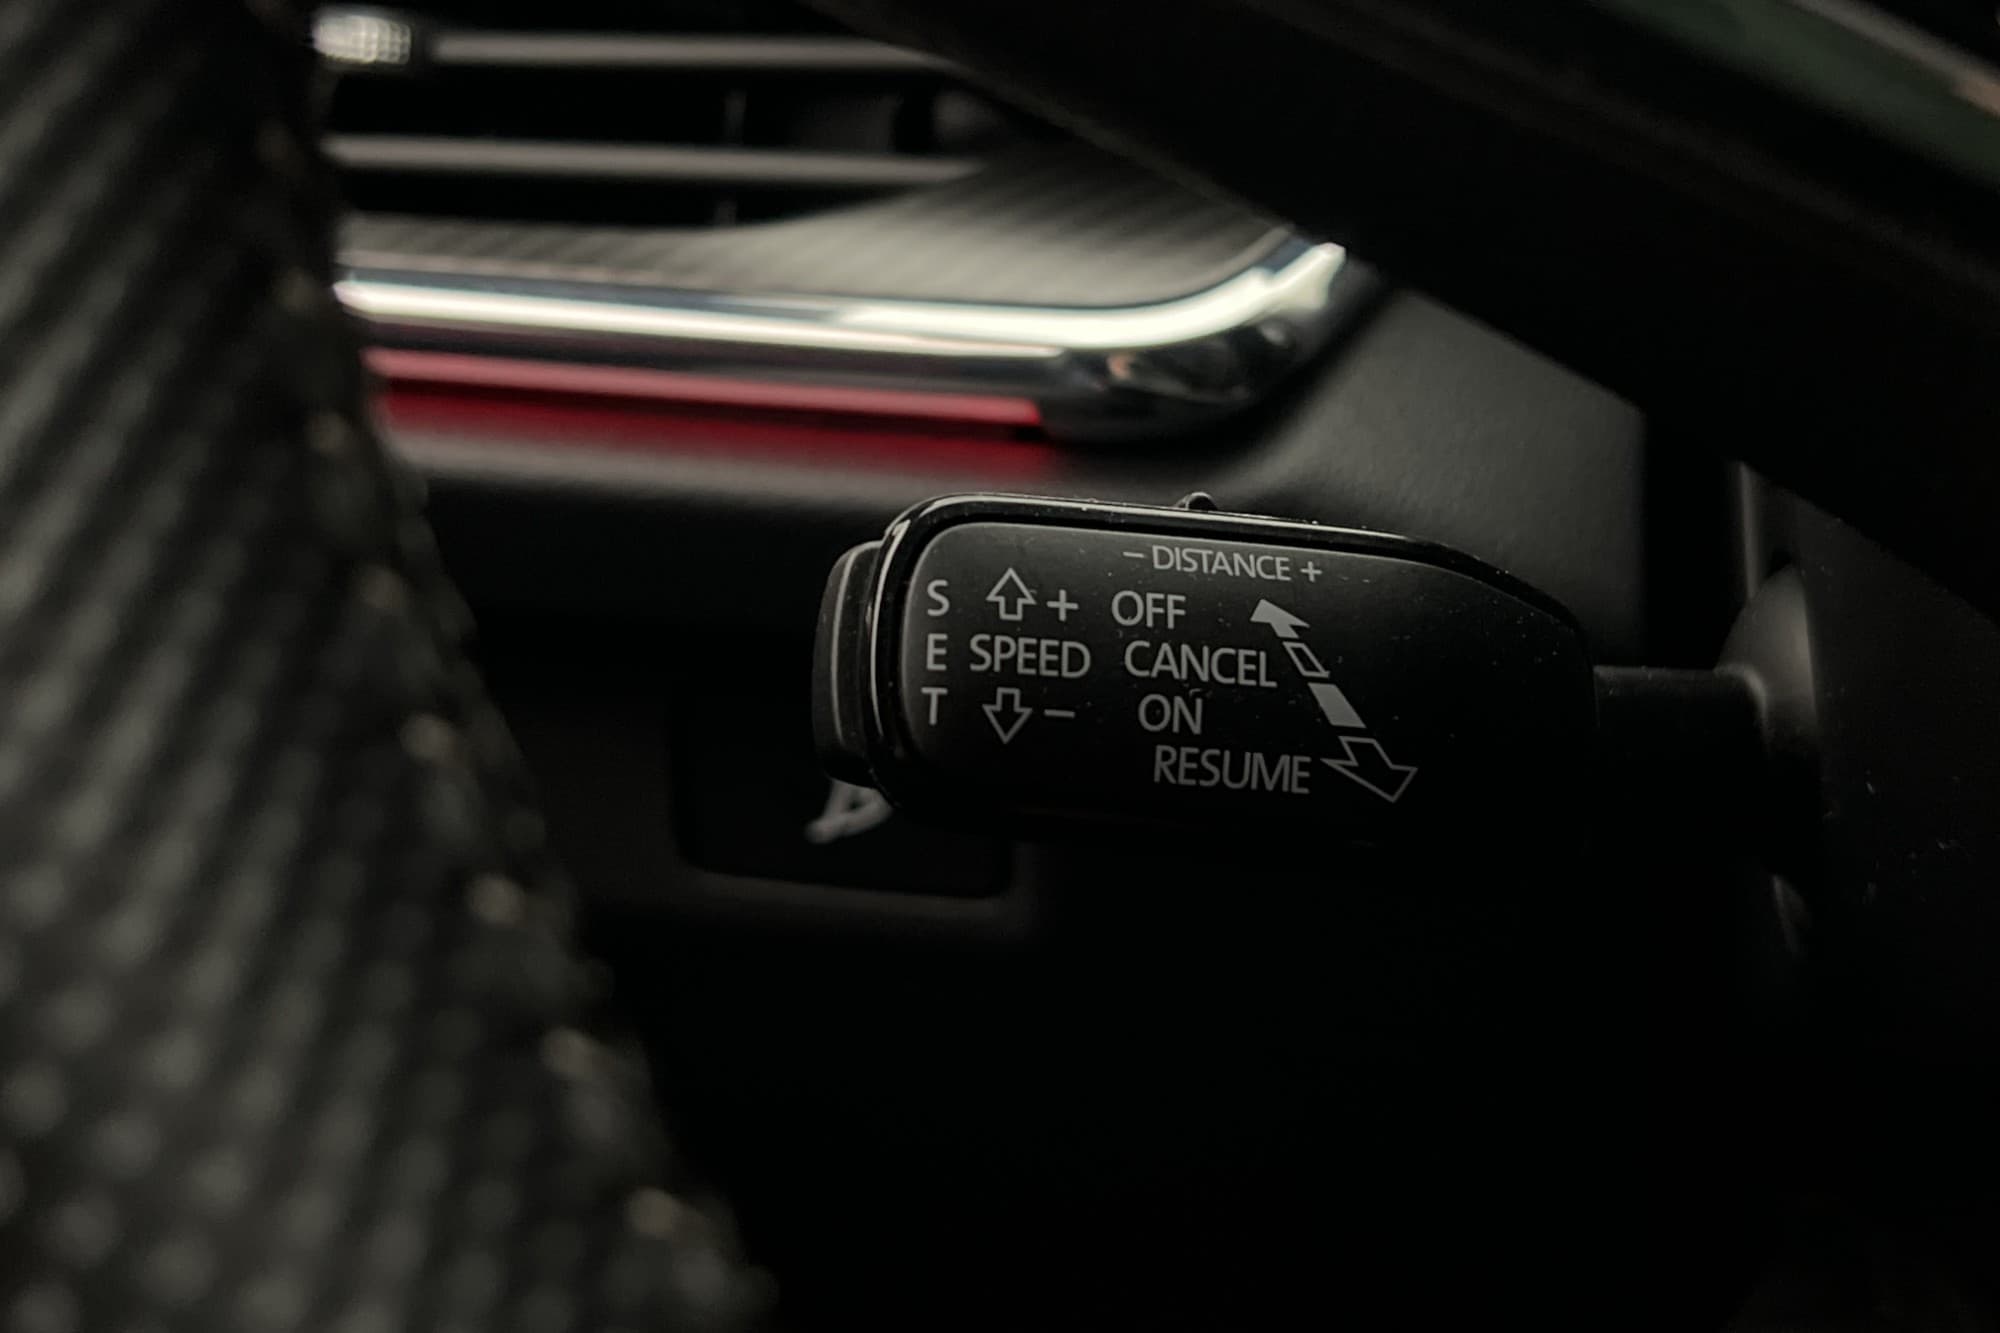 - DISTANCE +
S + OFF
E SPEED CANCEL
T - ON
RESUME